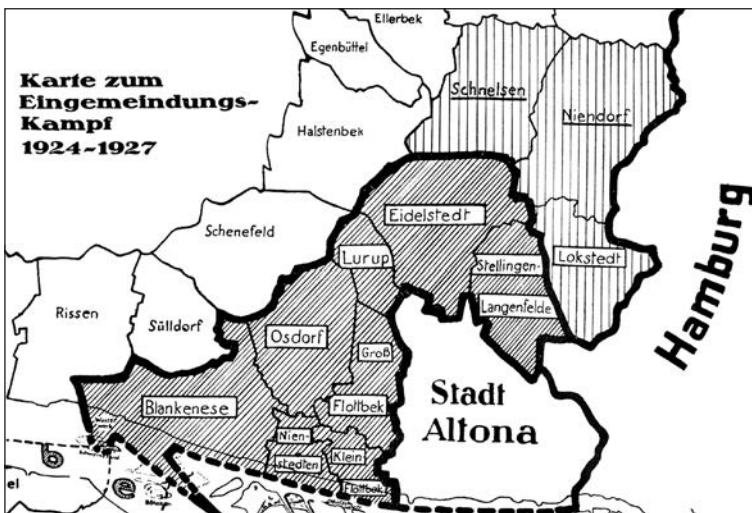 Karte zum
Eingemeindungs-
Kampf
1924-1927
Ellerbek
Egenbüttel
Halstenbek
Schnelsen
Niendorf
Schenefeld
Eidelstedt
Lurup
Stellingen-
Langenfelde
Lokstedt
Hamburg
Rissen
Sülldorf
Osdorf
Groß
Flottbek
Blankenese
Nien-
stedten
Klein-
Flottbek
Stadt
Altona
b
e
el